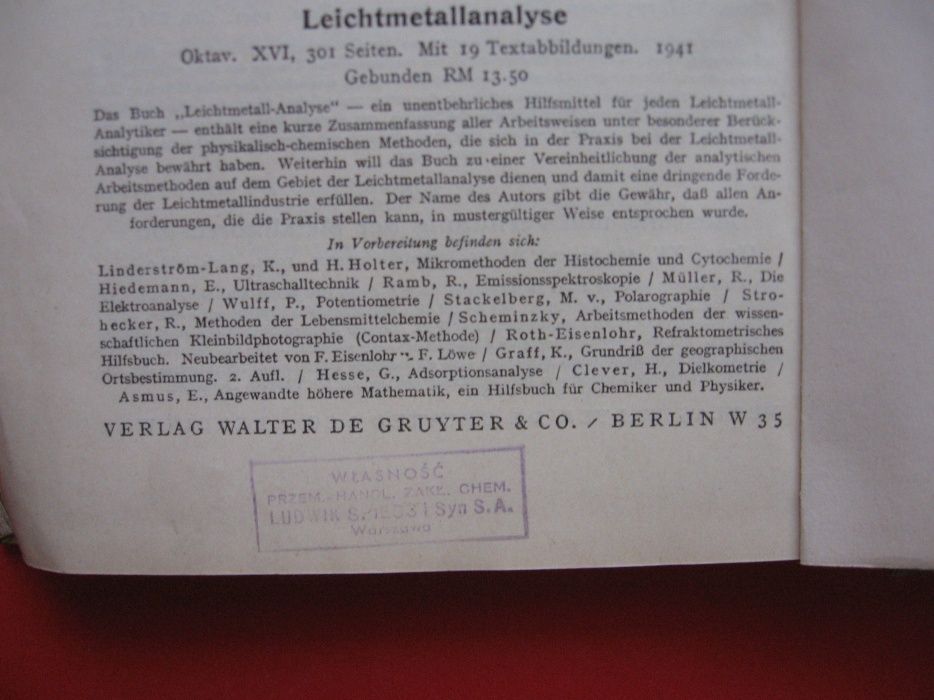 Leichtmetallanalyse
Oktav. XVI, 301 Seiten. Mit 19 Textabbildungen. 1941
Gebunden RM 13.50
Das Buch „Leichtmetall-Analyse“ — ein unentbehrliches Hilfsmittel für jeden Leichtmetall-
Analytiker — enthält eine kurze Zusammenfassung aller Arbeitsweisen unter besonderer Berück-
sichtigung der physikalisch-chemischen Methoden, die sich in der Praxis bei der Leichtmetall-
Analyse bewährt haben. Weiterhin will das Buch zu einer Vereinheitlichung der analytischen
Arbeitsmethoden auf dem Gebiet der Leichtmetallanalyse dienen und damit eine dringende Forde-
rung der Leichtmetallindustrie erfüllen. Der Name des Autors gibt die Gewähr, daß allen An-
forderungen, die die Praxis stellen kann, in mustergültiger Weise entsprochen wurde.
In Vorbereitung befinden sich:
Linderström-Lang, K., und H. Holter, Mikromethoden der Histochemie und Cytochemie /
Hiedemann, E., Ultraschalltechnik / Ramb, R., Emissionsspektroskopie / Müller, R., Die
Elektroanalyse / Wulff, P., Potentiometrie / Stackelberg, M. v., Polarographie / Stro-
hecker, R., Methoden der Lebensmittelchemie / Scheminzky, Arbeitsmethoden der wissen-
schaftlichen Kleinbildphotographie (Contax-Methode) / Roth-Eisenlohr, Refraktometrisches
Hilfsbuch. Neubearbeitet von F. Eisenlohr F. Löwe / Graff, K., Grundriß der geographischen
Ortsbestimmung. 2. Aufl. / Hesse, G., Adsorptionsanalyse / Clever, H., Dielkometrie /
Asmus, E., Angewandte höhere Mathematik, ein Hilfsbuch für Chemiker und Physiker.
VERLAG WALTER DE GRUYTER & CO. / BERLIN W 35
WŁASNOŚĆ
PRZEM.-HANDL. ZAKŁ. CHEM.
LUDWIK SPIESS i Syn S.A.
Warszawa